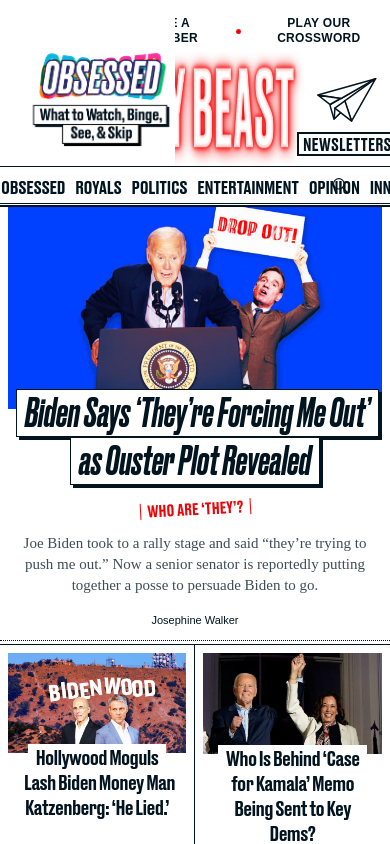 PLAY OUR
CROSSWORD
OBSESSED
What to Watch, Binge,
See, & Skip
BEAST
NEWSLETTERS
OBSESSED ROYALS POLITICS ENTERTAINMENT OPINION INN
DROP OUT!
PRESIDENT OF THE
Biden Says ‘They’re Forcing Me Out’
as Ouster Plot Revealed
WHO ARE ‘THEY’?
Joe Biden took to a rally stage and said “they’re trying to
push me out.” Now a senior senator is reportedly putting
together a posse to persuade Biden to go.
Josephine Walker
BIDENWOOD
Hollywood Moguls
Lash Biden Money Man
Katzenberg: ‘He Lied.’
Who Is Behind ‘Case
for Kamala’ Memo
Being Sent to Key
Dems?